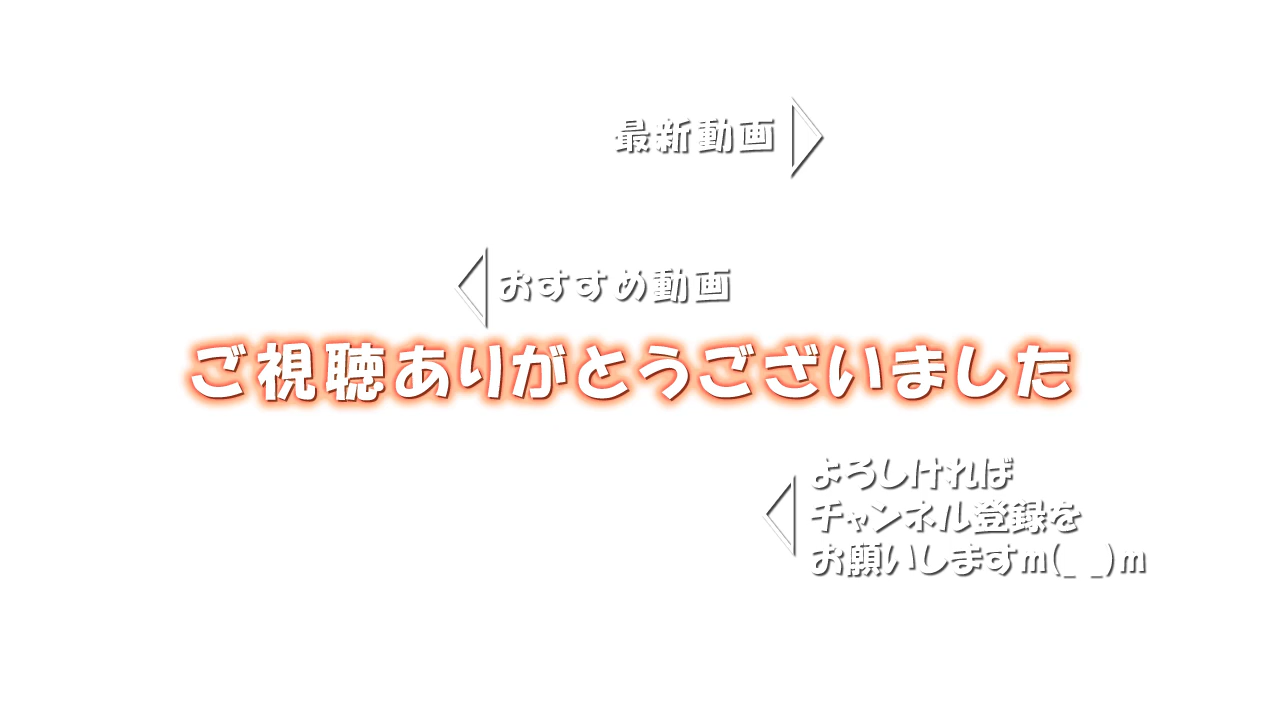 最新動画
おすすめ動画
ご視聴ありがとうございました
よろしければ
チャンネル登録を
お願いしますm(_ _)m